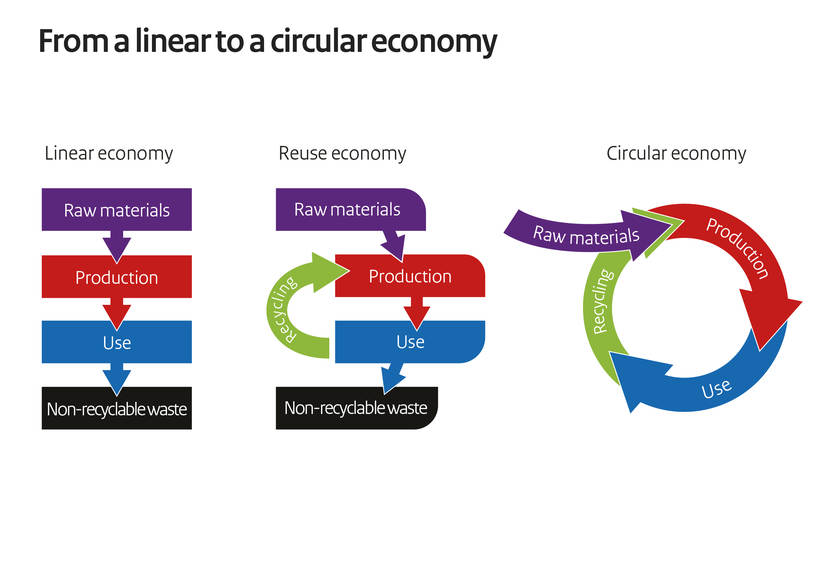 From a linear to a circular economy
Linear economy
Raw materials
Production
Use
Non-recyclable waste
Reuse economy
Raw materials
Production
Recycling
Use
Non-recyclable waste
Circular economy
Raw materials
Production
Use
Recycling